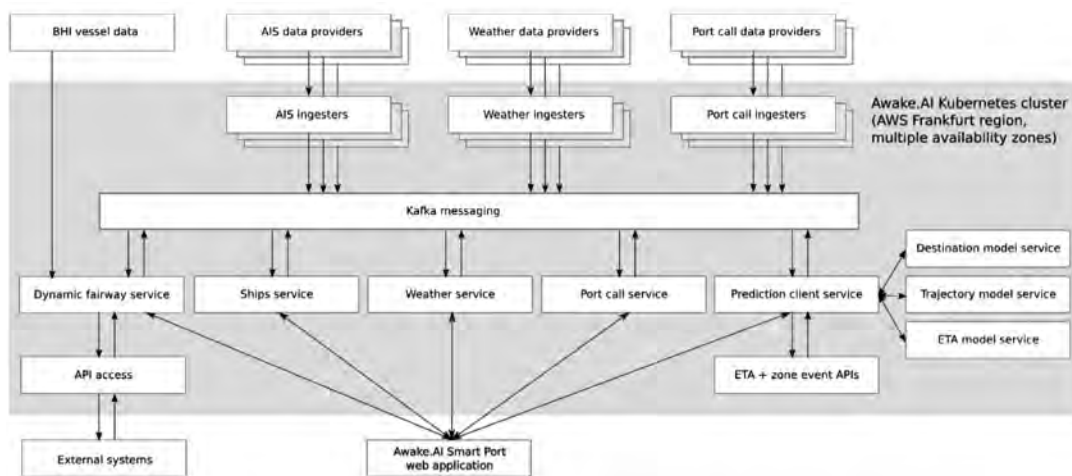 BHI vessel data
AIS data providers
Weather data providers
Port call data providers
AIS ingesters
Weather ingesters
Port call ingesters
Awake.AI Kubernetes cluster
(AWS Frankfurt region,
multiple availability zones)
Kafka messaging
Dynamic fairway service
Ships service
Weather service
Port call service
Prediction client service
Destination model service
Trajectory model service
ETA model service
API access
ETA + zone event APIs
External systems
Awake.AI Smart Port
web application